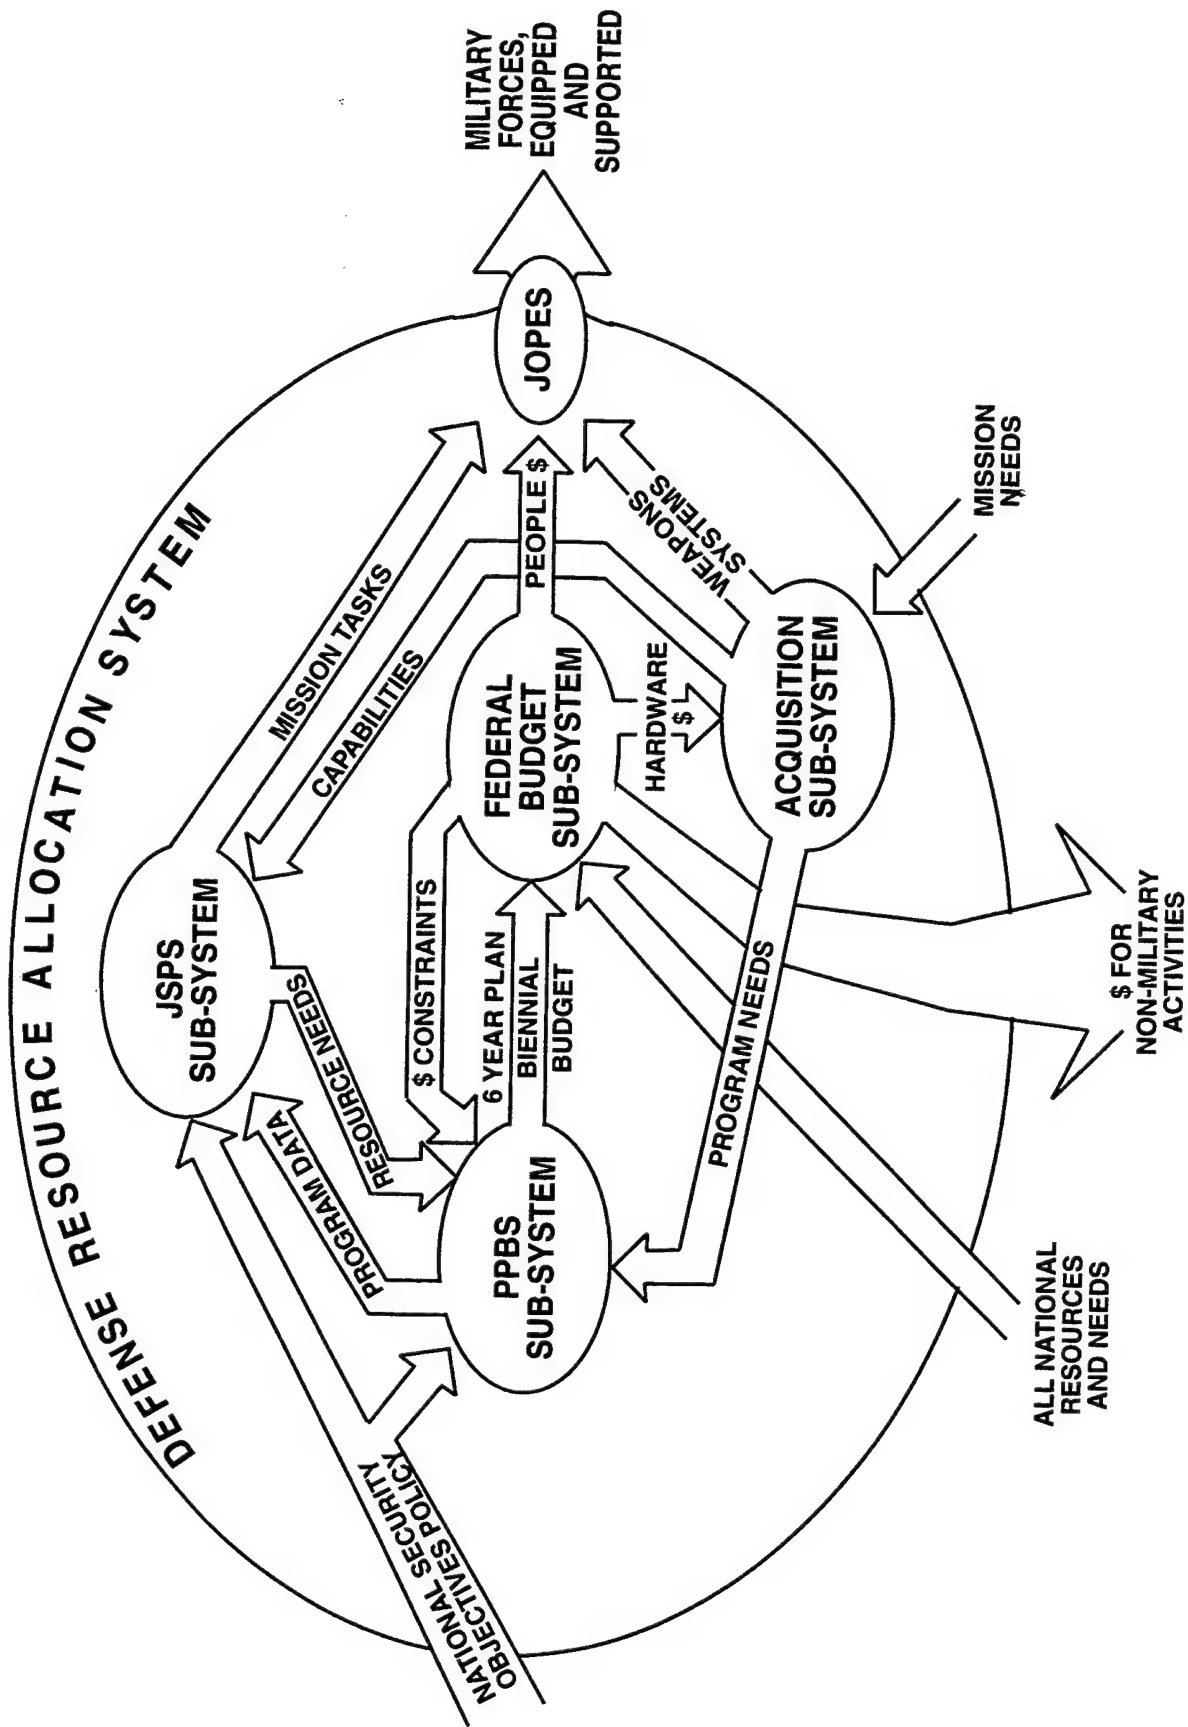 DEFENSE RESOURCE ALLOCATION SYSTEM
NATIONAL SECURITY
OBJECTIVES POLICY
JSPS
SUB-SYSTEM
MISSION TASKS
CAPABILITIES
PROGRAM DATA
RESOURCE NEEDS
$ CONSTRAINTS
PPBS
SUB-SYSTEM
6 YEAR PLAN
BIENNIAL
BUDGET
FEDERAL
BUDGET
SUB-SYSTEM
PEOPLE $
JOPES
MILITARY
FORCES,
EQUIPPED
AND
SUPPORTED
HARDWARE
$
WEAPONS
SYSTEMS
ACQUISITION
SUB-SYSTEM
PROGRAM NEEDS
MISSION
NEEDS
ALL NATIONAL
RESOURCES
AND NEEDS
$ FOR
NON-MILITARY
ACTIVITIES